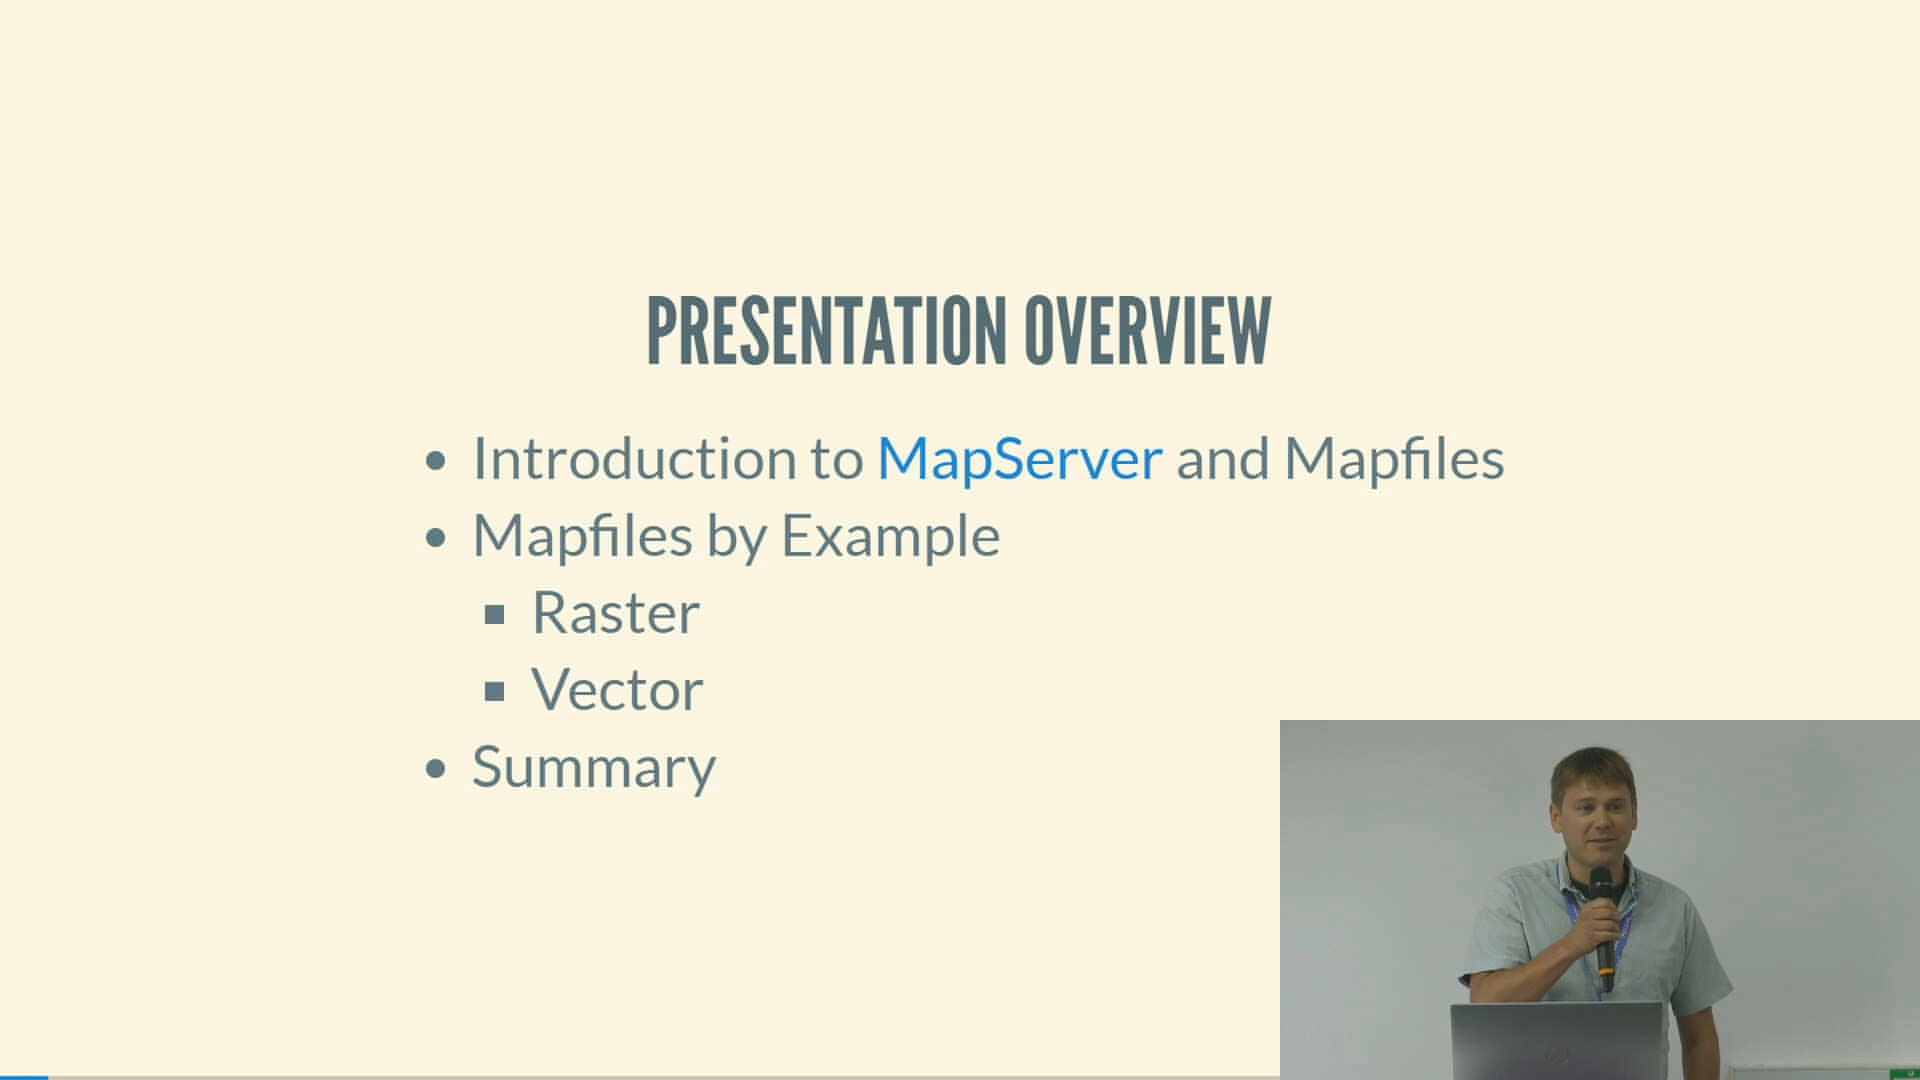 PRESENTATION OVERVIEW
Introduction to MapServer and Mapfiles
Mapfiles by Example
Raster
Vector
Summary